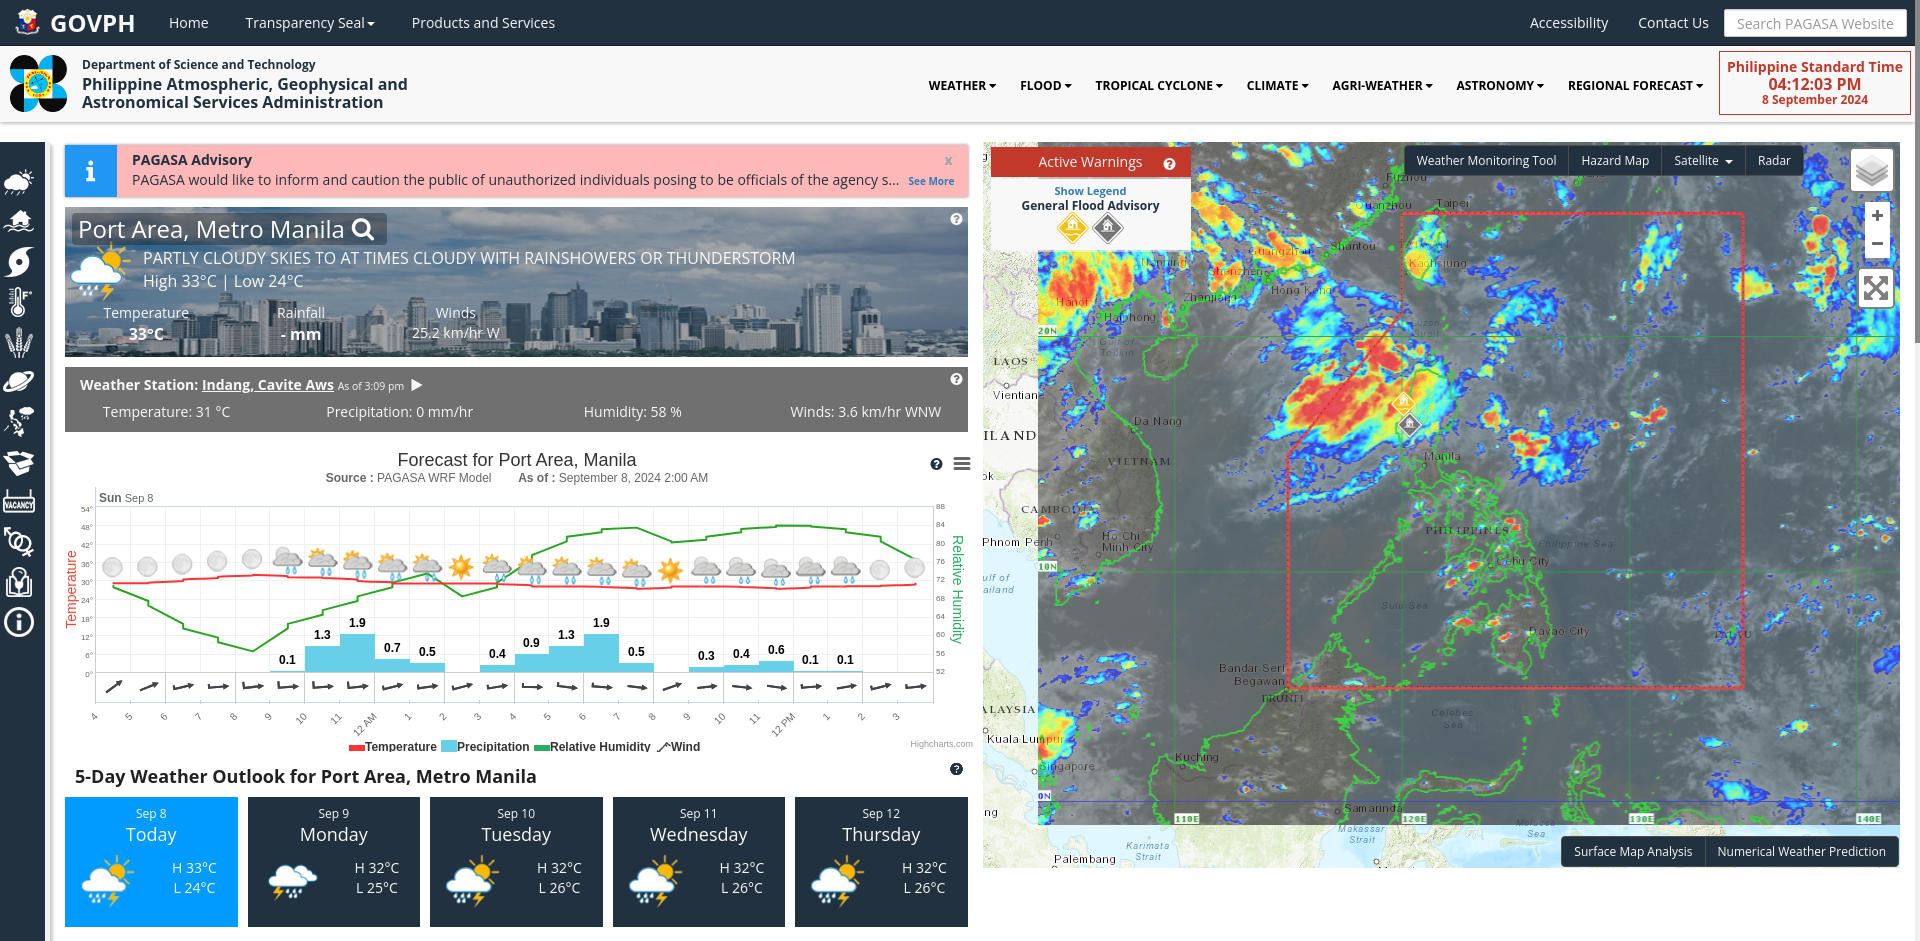 GOVPH
Home
Transparency Seal
Products and Services
Accessibility
Contact Us
Search PAGASA Website
Department of Science and Technology
Philippine Atmospheric, Geophysical and
Astronomical Services Administration
WEATHER
FLOOD
TROPICAL CYCLONE
CLIMATE
AGRI-WEATHER
ASTRONOMY
REGIONAL FORECAST
Philippine Standard Time
04:12:03 PM
8 September 2024
VACANCY
PAGASA Advisory
x
PAGASA would like to inform and caution the public of unauthorized individuals posing to be officials of the agency s... See More
Port Area, Metro Manila
PARTLY CLOUDY SKIES TO AT TIMES CLOUDY WITH RAINSHOWERS OR THUNDERSTORM
High 33°C | Low 24°C
Temperature
Rainfall
Winds
33°C
- mm
25.2 km/hr W
Weather Station: Indang, Cavite Aws As of 3:09 pm
Temperature: 31 °C
Precipitation: 0 mm/hr
Humidity: 58 %
Winds: 3.6 km/hr WNW
Forecast for Port Area, Manila
Source : PAGASA WRF Model As of : September 8, 2024 2:00 AM
Sun Sep 8
54° 48° 42° 36° 30° 24° 18° 12° 6° 0°
Temperature
88 84 80 76 72 68 64 60 56 52
Relative Humidity
0.1 1.3 1.9 0.7 0.5 0.4 0.9 1.3 1.9 0.5 0.3 0.4 0.6 0.1 0.1
4 5 6 7 8 9 10 11 12 AM 1 2 3 4 5 6 7 8 9 10 11 12 PM 1 2 3
Temperature Precipitation Relative Humidity Wind
Highcharts.com
5-Day Weather Outlook for Port Area, Metro Manila
Sep 8
Today
H 33°C
L 24°C
Sep 9
Monday
H 32°C
L 25°C
Sep 10
Tuesday
H 32°C
L 26°C
Sep 11
Wednesday
H 32°C
L 26°C
Sep 12
Thursday
H 32°C
L 26°C
Active Warnings
Show Legend
General Flood Advisory
Weather Monitoring Tool
Hazard Map
Satellite
Radar
+
−
Fuzhou
Quanzhou
Taipei
Shantou
Guangzhou
Kaohsiung
Nanning
Shenzhen
Hong Kong
Zhanjiang
Hanoi
Haiphong
20N
Gulf of
Tonkin
LAOS
Vientian
Da Nang
ILAND
VIETNAM
Manila
ok
CAMBODIA
PHILIPPINES
Philippine Sea
Phnom Penh
Ho Chi
Minh City
Cebu City
10N
ulf of
ailand
Sulu Sea
Davao City
PALAU
Bandar Seri
Begawan
BRUNEI
ALAYSIA
Celebes
Sea
Kuala Lumpur
Kuching
Singapore
0N
Samarinda
110E
120E
130E
140E
ng
Makassar
Strait
Molucca
Sea
Karimata
Strait
Palembang
Surface Map Analysis
Numerical Weather Prediction